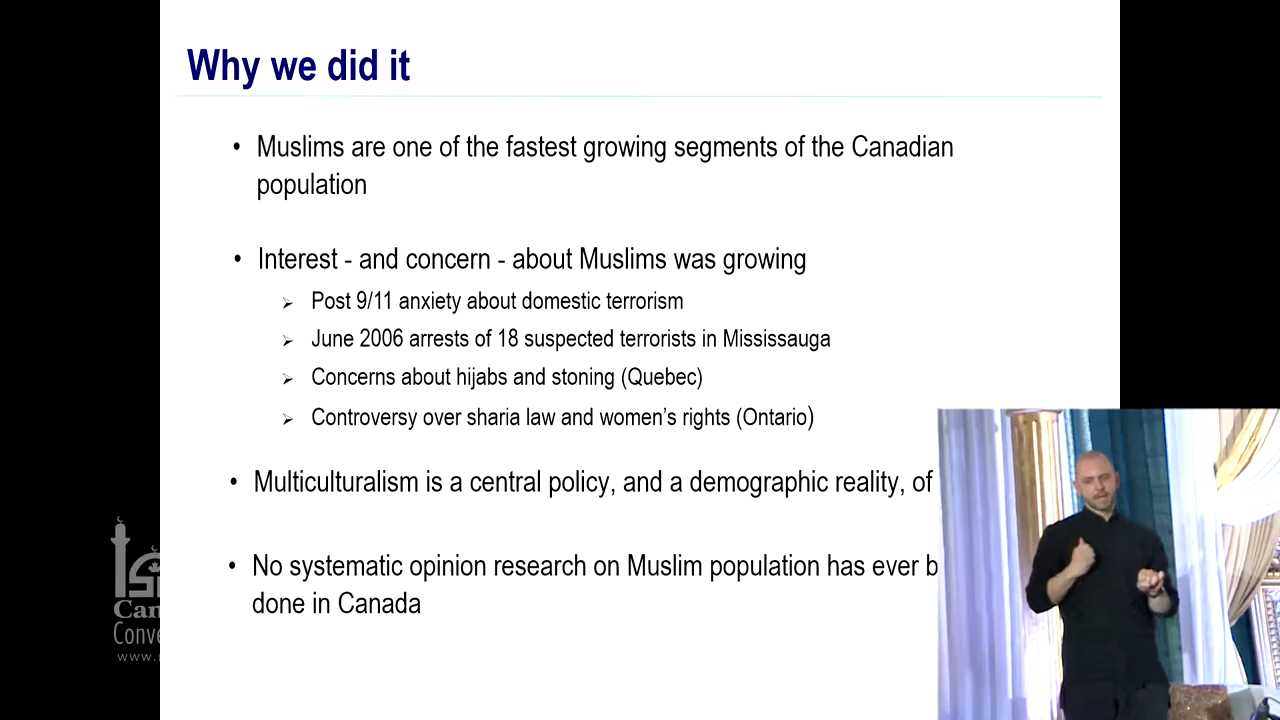 Why we did it
• Muslims are one of the fastest growing segments of the Canadian
population
• Interest - and concern - about Muslims was growing
➢ Post 9/11 anxiety about domestic terrorism
➢ June 2006 arrests of 18 suspected terrorists in Mississauga
➢ Concerns about hijabs and stoning (Quebec)
➢ Controversy over sharia law and women’s rights (Ontario)
• Multiculturalism is a central policy, and a demographic reality, of
• No systematic opinion research on Muslim population has ever b
done in Canada
Can
Conve
www.